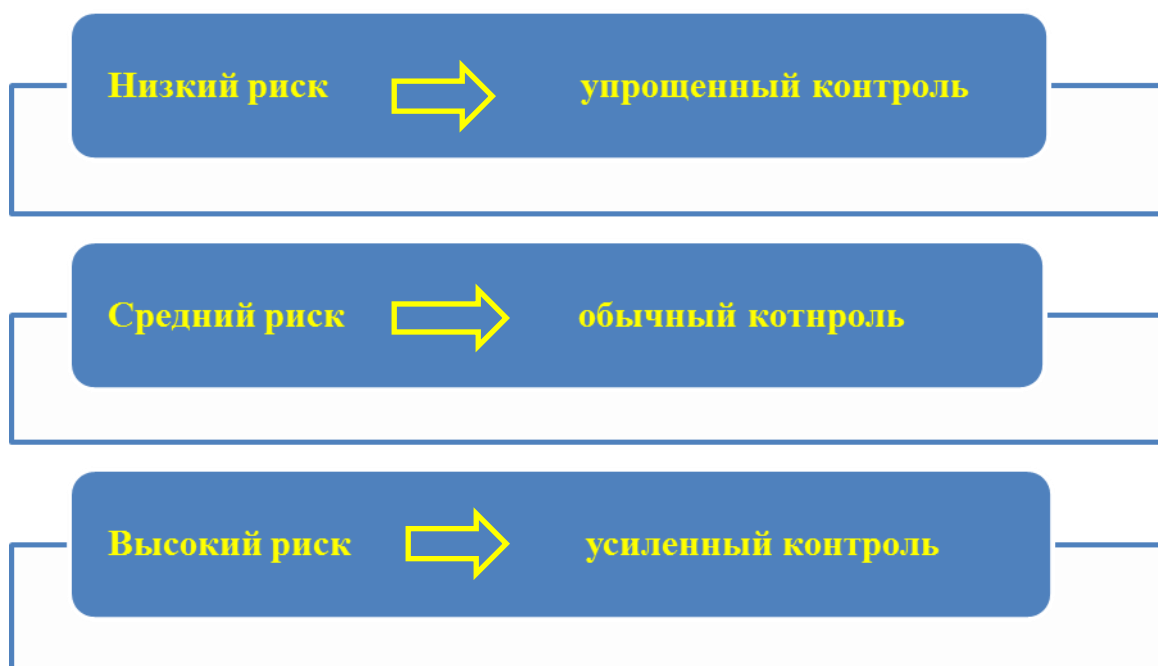 Низкий риск упрощенный контроль
Средний риск обычный котнроль
Высокий риск усиленный контроль